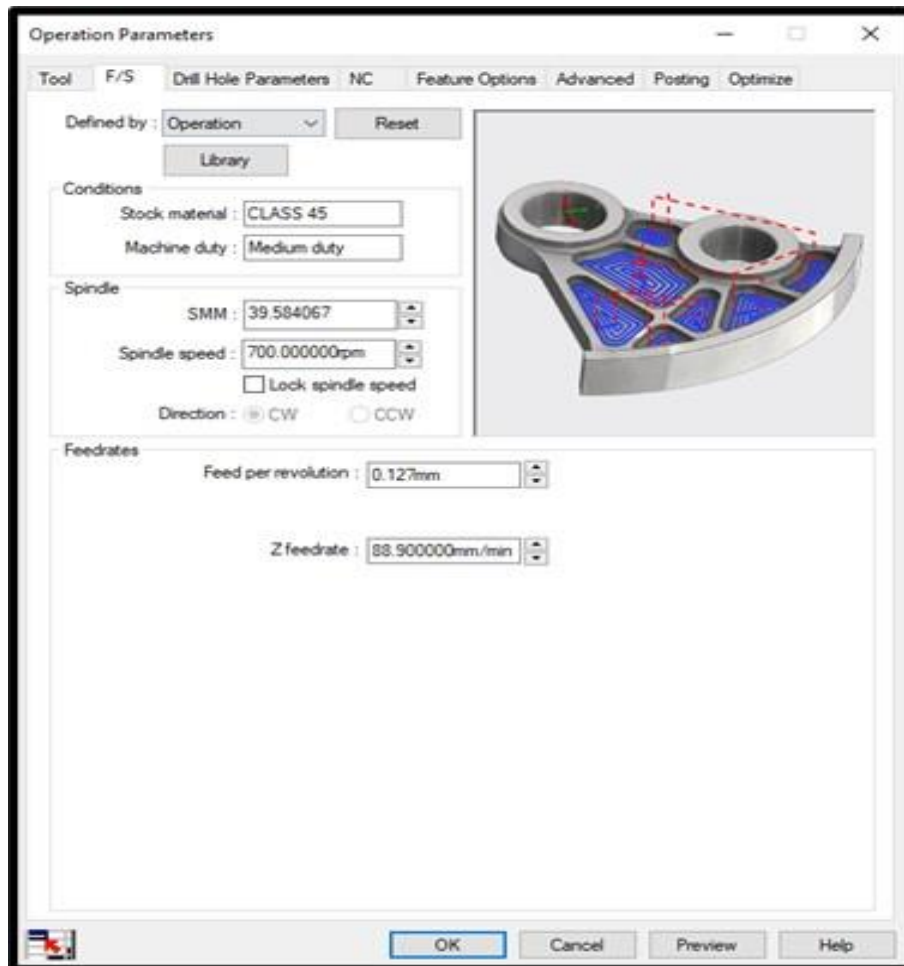 Operation Parameters
Tool F/S Drill Hole Parameters NC Feature Options Advanced Posting Optimize
Defined by : Operation Reset
Library
Conditions
Stock material : CLASS 45
Machine duty : Medium duty
Spindle
SMM : 39.584067
Spindle speed : 700.000000rpm
Lock spindle speed
Direction : CW CCW
Feedrates
Feed per revolution : 0.127mm
Z feedrate : 88.900000mm/min
OK Cancel Preview Help